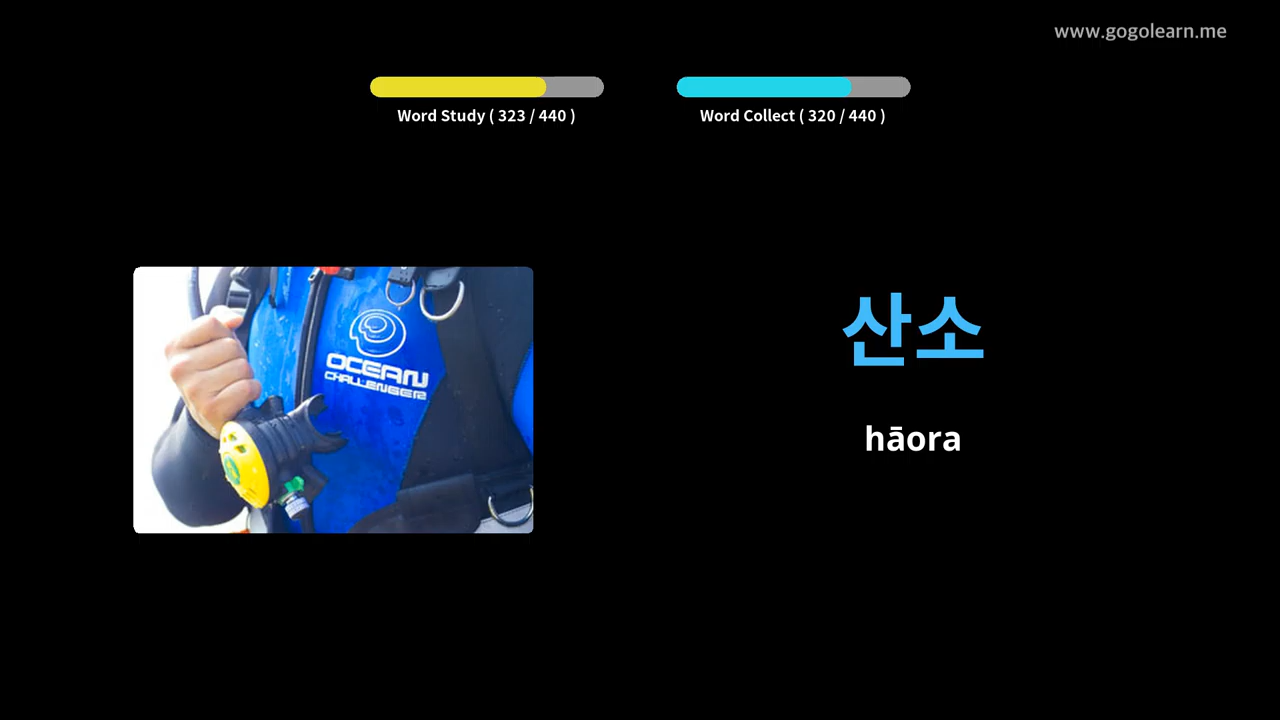 www.gogolearn.me
Word Study ( 323 / 440 )
Word Collect ( 320 / 440 )
OCEAN
CHALLENGER
산소
hāora